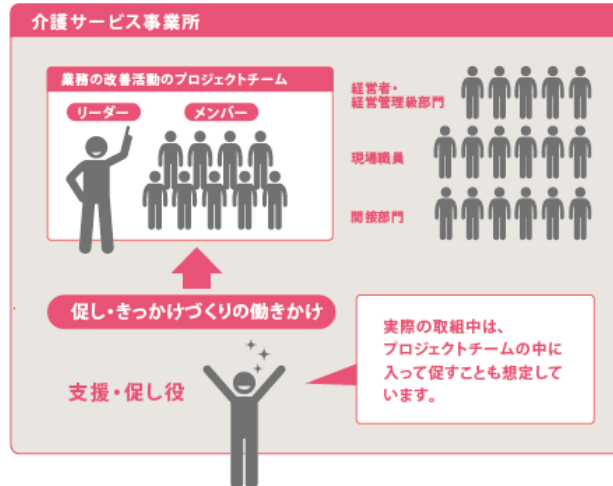 介護サービス事業所
業務の改善活動のプロジェクトチーム
リーダー
メンバー
経営者・
経営管理級部門
現場職員
間接部門
促し・きっかけづくりの働きかけ
支援・促し役
実際の取組中は、
プロジェクトチームの中に
入って促すことも想定して
います。